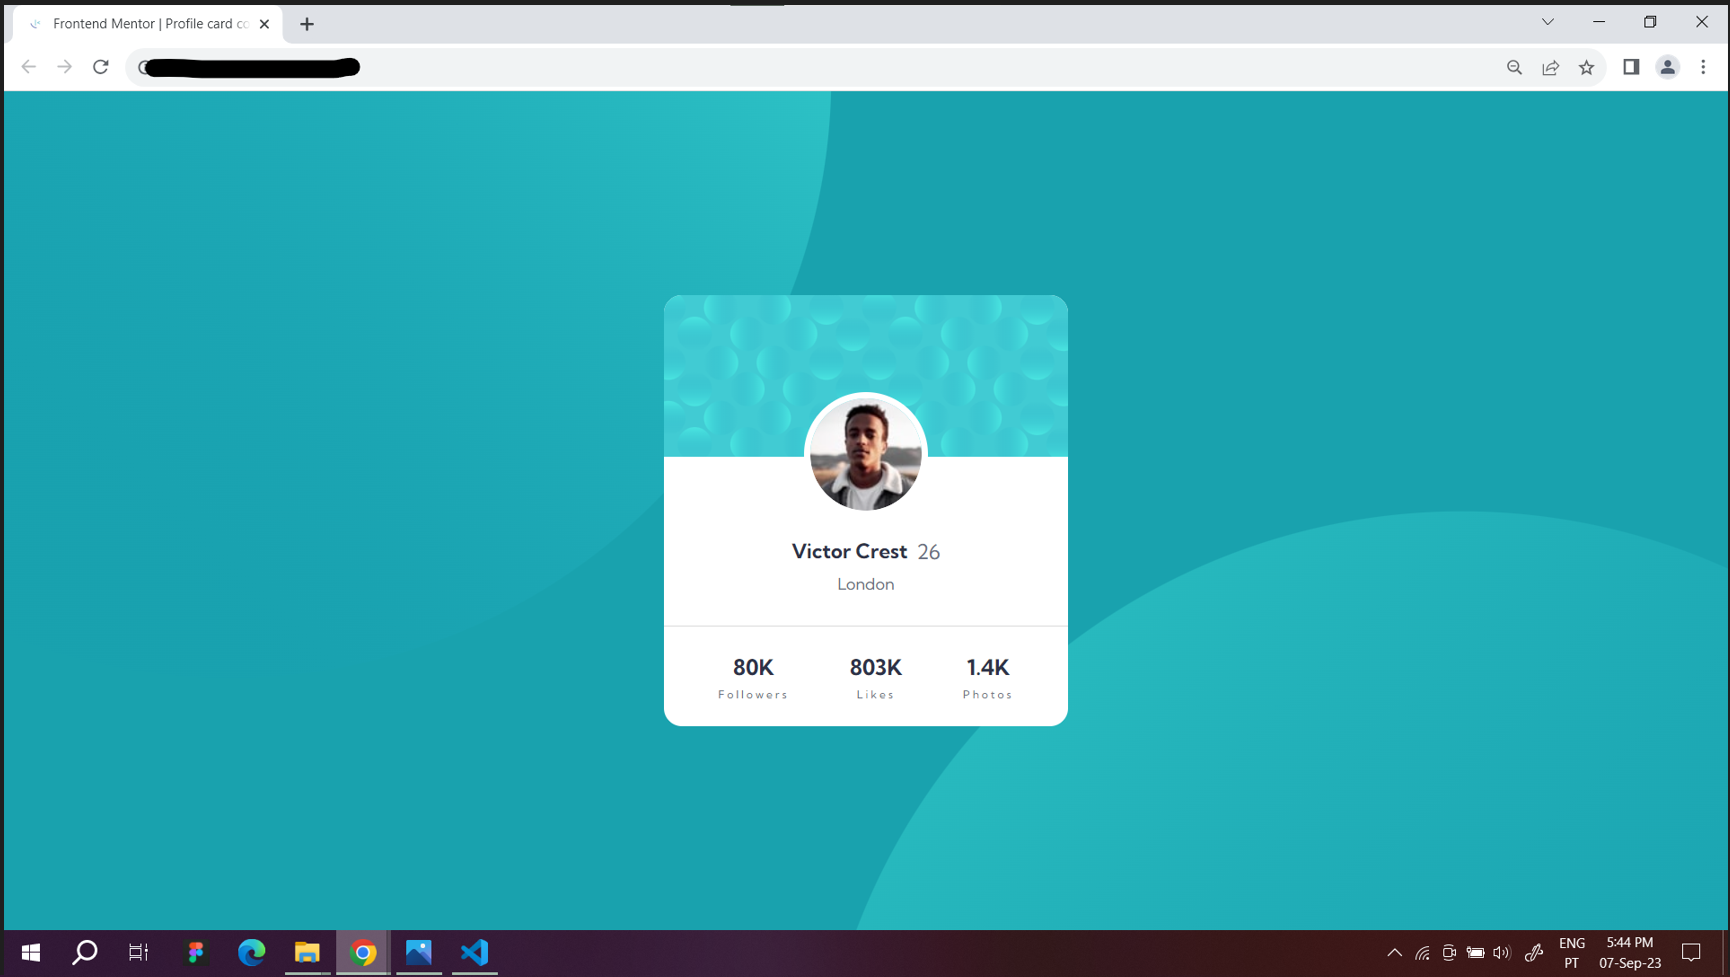 Frontend Mentor | Profile card co
Victor Crest 26
London
80K 803K 1.4K
Followers Likes Photos
ENG 5:44 PM
PT 07-Sep-23